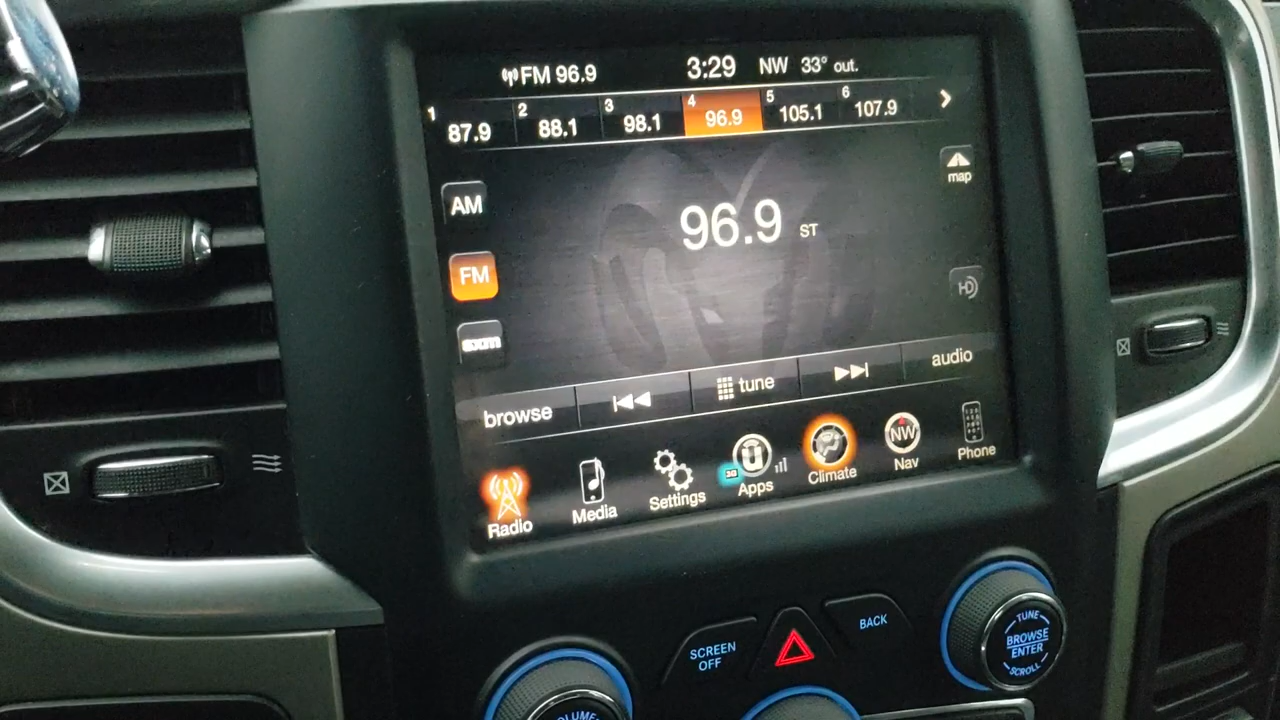 FM 96.9 3:29 NW 33° out.
1 87.9 2 88.1 3 98.1 4 96.9 5 105.1 6 107.9
map
AM
96.9 ST
FM
HD
sxm
browse tune audio
Radio Media Settings Apps Climate Nav Phone
NW
SCREEN OFF
BACK
TUNE
BROWSE
ENTER
SCROLL
VOLUME